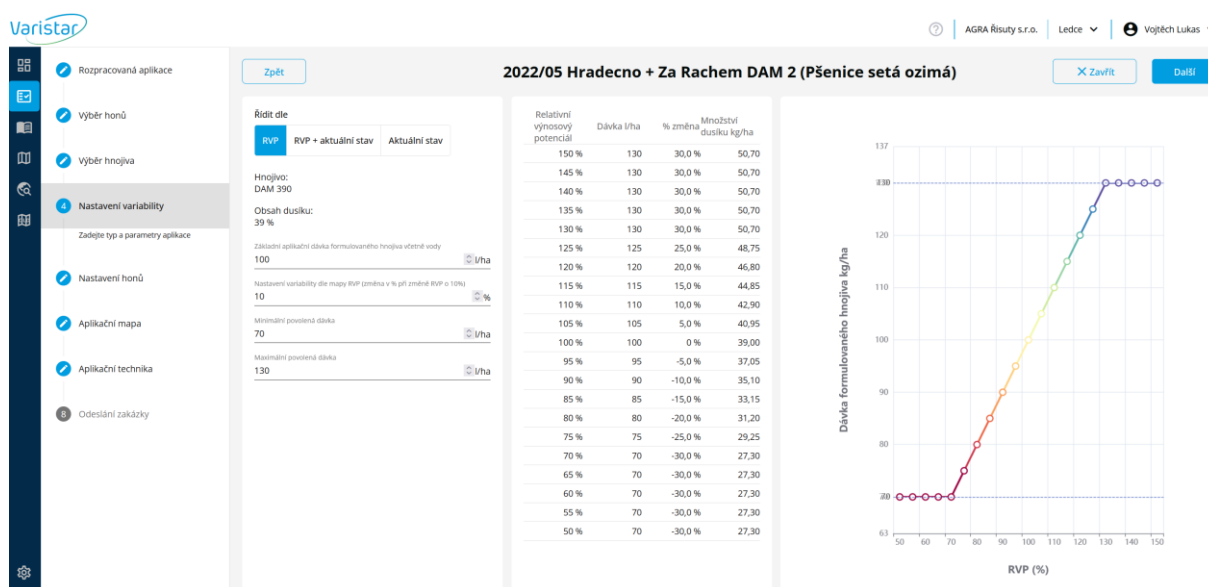 Varistar
AGRA Řisuty s.r.o. Ledce Vojtěch Lukas
Rozpracovaná aplikace
Výběr honů
Výběr hnojiva
4 Nastavení variability
Zadejte typ a parametry aplikace
Nastavení honů
Aplikační mapa
Aplikační technika
8 Odeslání zakázky
Zpět
2022/05 Hradecno + Za Rachem DAM 2 (Pšenice setá ozimá)
Zavřít
Další
Řídit dle
RVP RVP + aktuální stav Aktuální stav
Hnojivo:
DAM 390
Obsah dusíku:
39 %
Základní aplikační dávka formulovaného hnojiva včetně vody
100 l/ha
Nastavení variability dle mapy RVP (změna v % při změně RVP o 10%)
10 %
Minimální povolená dávka
70 l/ha
Maximální povolená dávka
130 l/ha
Relativní výnosový potenciál Dávka l/ha % změna Množství dusíku kg/ha
150 % 130 30,0 % 50,70
145 % 130 30,0 % 50,70
140 % 130 30,0 % 50,70
135 % 130 30,0 % 50,70
130 % 130 30,0 % 50,70
125 % 125 25,0 % 48,75
120 % 120 20,0 % 46,80
115 % 115 15,0 % 44,85
110 % 110 10,0 % 42,90
105 % 105 5,0 % 40,95
100 % 100 0 % 39,00
95 % 95 -5,0 % 37,05
90 % 90 -10,0 % 35,10
85 % 85 -15,0 % 33,15
80 % 80 -20,0 % 31,20
75 % 75 -25,0 % 29,25
70 % 70 -30,0 % 27,30
65 % 70 -30,0 % 27,30
60 % 70 -30,0 % 27,30
55 % 70 -30,0 % 27,30
50 % 70 -30,0 % 27,30
Dávka formulovaného hnojiva kg/ha
137
130
120
110
100
90
80
70
63
50 60 70 80 90 100 110 120 130 140 150
RVP (%)